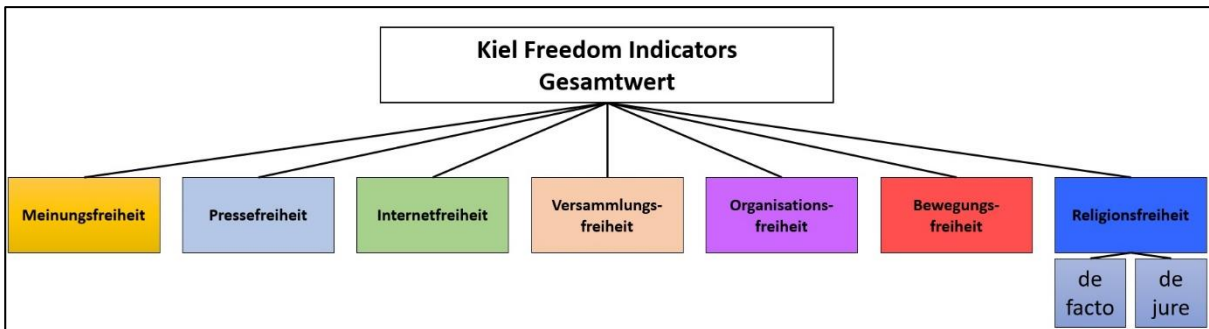 Kiel Freedom Indicators
Gesamtwert
Meinungsfreiheit
Pressefreiheit
Internetfreiheit
Versammlungs-
freiheit
Organisations-
freiheit
Bewegungs-
freiheit
Religionsfreiheit
de
facto
de
jure